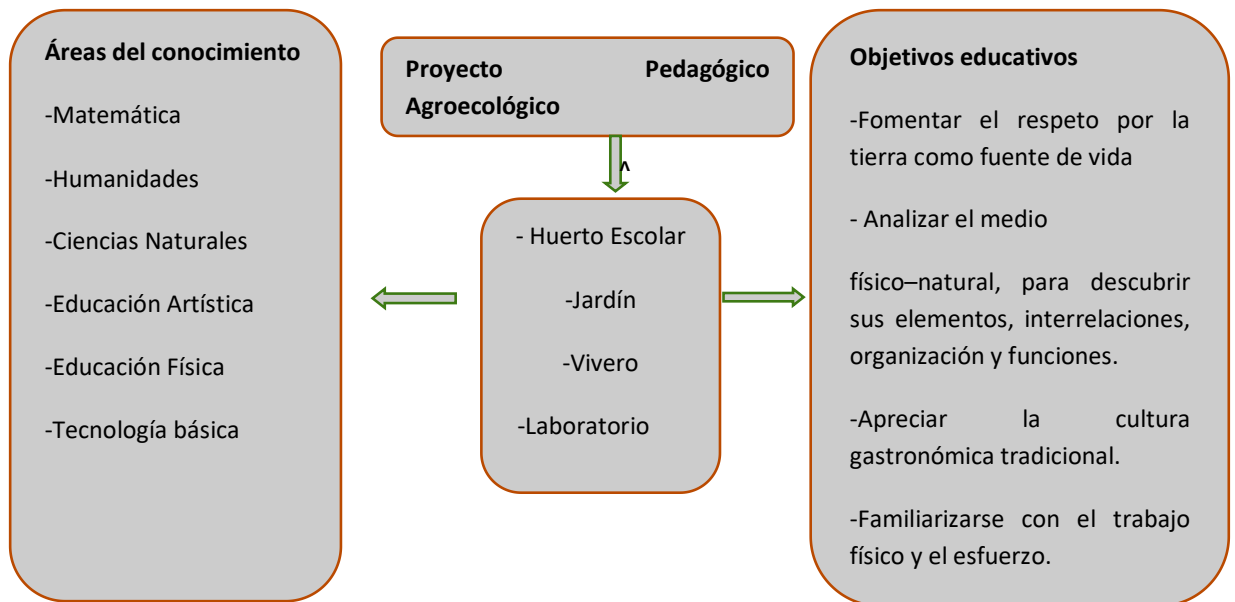 Áreas del conocimiento
-Matemática
-Humanidades
-Ciencias Naturales
-Educación Artística
-Educación Física
-Tecnología básica
Proyecto Pedagógico
Agroecológico
^
- Huerto Escolar
-Jardín
-Vivero
-Laboratorio
Objetivos educativos
-Fomentar el respeto por la
tierra como fuente de vida
- Analizar el medio
físico–natural, para descubrir
sus elementos, interrelaciones,
organización y funciones.
-Apreciar la cultura
gastronómica tradicional.
-Familiarizarse con el trabajo
físico y el esfuerzo.